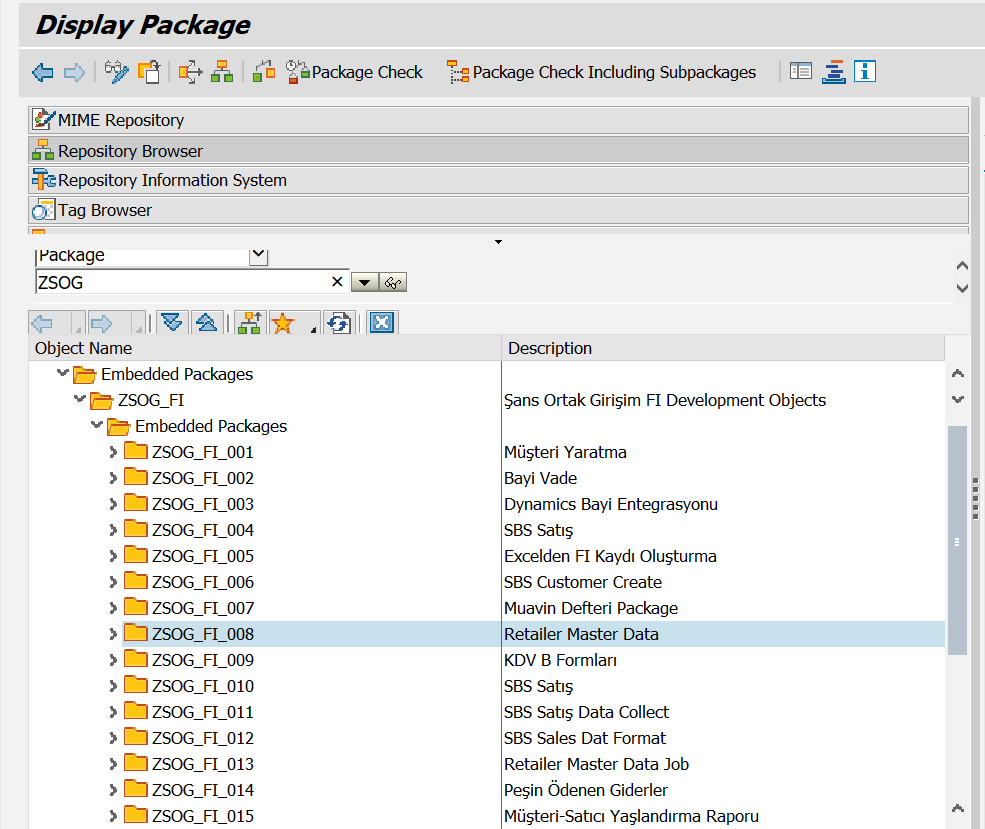 Display Package
Package Check Package Check Including Subpackages
MIME Repository
Repository Browser
Repository Information System
Tag Browser
Package
ZSOG
Object Name Description
Embedded Packages
ZSOG_FI Şans Ortak Girişim FI Development Objects
Embedded Packages
ZSOG_FI_001 Müşteri Yaratma
ZSOG_FI_002 Bayi Vade
ZSOG_FI_003 Dynamics Bayi Entegrasyonu
ZSOG_FI_004 SBS Satış
ZSOG_FI_005 Excelden FI Kaydı Oluşturma
ZSOG_FI_006 SBS Customer Create
ZSOG_FI_007 Muavin Defteri Package
ZSOG_FI_008 Retailer Master Data
ZSOG_FI_009 KDV B Formları
ZSOG_FI_010 SBS Satış
ZSOG_FI_011 SBS Satış Data Collect
ZSOG_FI_012 SBS Sales Dat Format
ZSOG_FI_013 Retailer Master Data Job
ZSOG_FI_014 Peşin Ödenen Giderler
ZSOG_FI_015 Müşteri-Satıcı Yaşlandırma Raporu